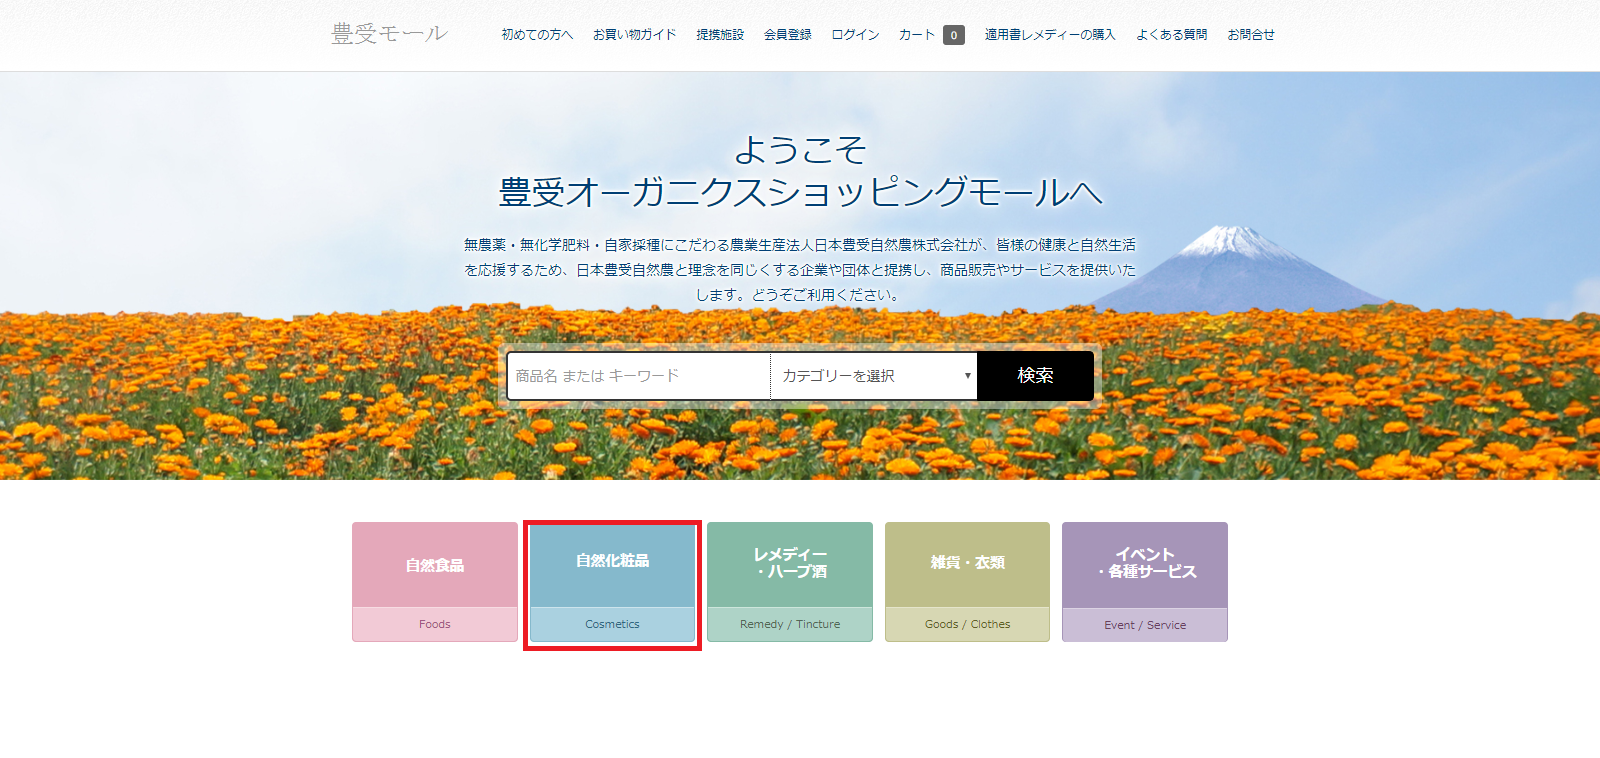 豊受モール
初めての方へ お買い物ガイド 提携施設 会員登録 ログイン カート 0 適用書レメディーの購入 よくある質問 お問合せ
ようこそ
豊受オーガニクスショッピングモールへ
無農薬・無化学肥料・自家採種にこだわる農業生産法人日本豊受自然農株式会社が、皆様の健康と自然生活
を応援するため、日本豊受自然農と理念を同じくする企業や団体と提携し、商品販売やサービスを提供いた
します。どうぞご利用ください。
商品名 または キーワード カテゴリーを選択 ▼ 検索
自然食品
Foods
自然化粧品
Cosmetics
レメディー
・ハーブ酒
Remedy / Tincture
雑貨・衣類
Goods / Clothes
イベント
・各種サービス
Event / Service